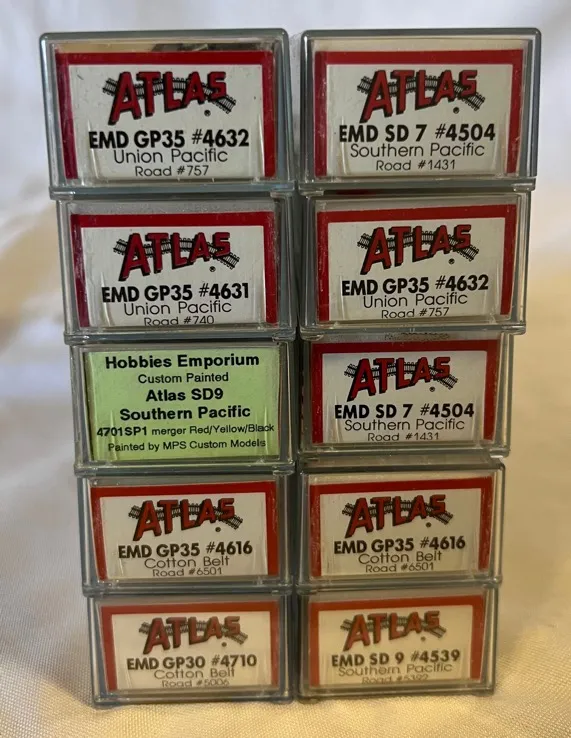 ATLAS®
EMD GP35 #4632
Union Pacific
Road #757
ATLAS®
EMD SD 7 #4504
Southern Pacific
Road #1431
ATLAS®
EMD GP35 #4631
Union Pacific
Road #740
ATLAS®
EMD GP35 #4632
Union Pacific
Road #757
Hobbies Emporium
Custom Painted
Atlas SD9
Southern Pacific
4701SP1 merger Red/Yellow/Black
Painted by MPS Custom Models
ATLAS®
EMD SD 7 #4504
Southern Pacific
Road #1431
ATLAS®
EMD GP35 #4616
Cotton Belt
Road #6501
ATLAS®
EMD GP35 #4616
Cotton Belt
Road #6501
ATLAS®
EMD GP30 #4710
Cotton Belt
Road #5006
ATLAS®
EMD SD 9 #4539
Southern Pacific
Road #5392